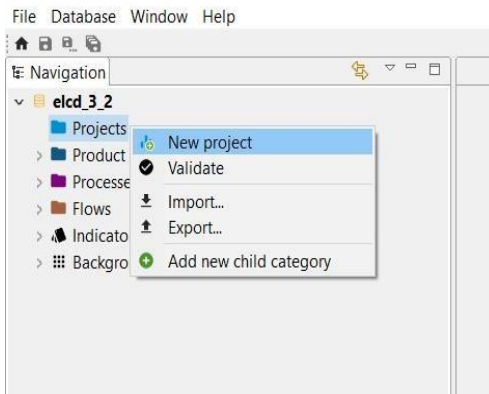 File Database Window Help
Navigation
elcd_3_2
Projects
New project
Product
Validate
Processe
Import...
Flows
Export...
Indicato
Backgro
Add new child category